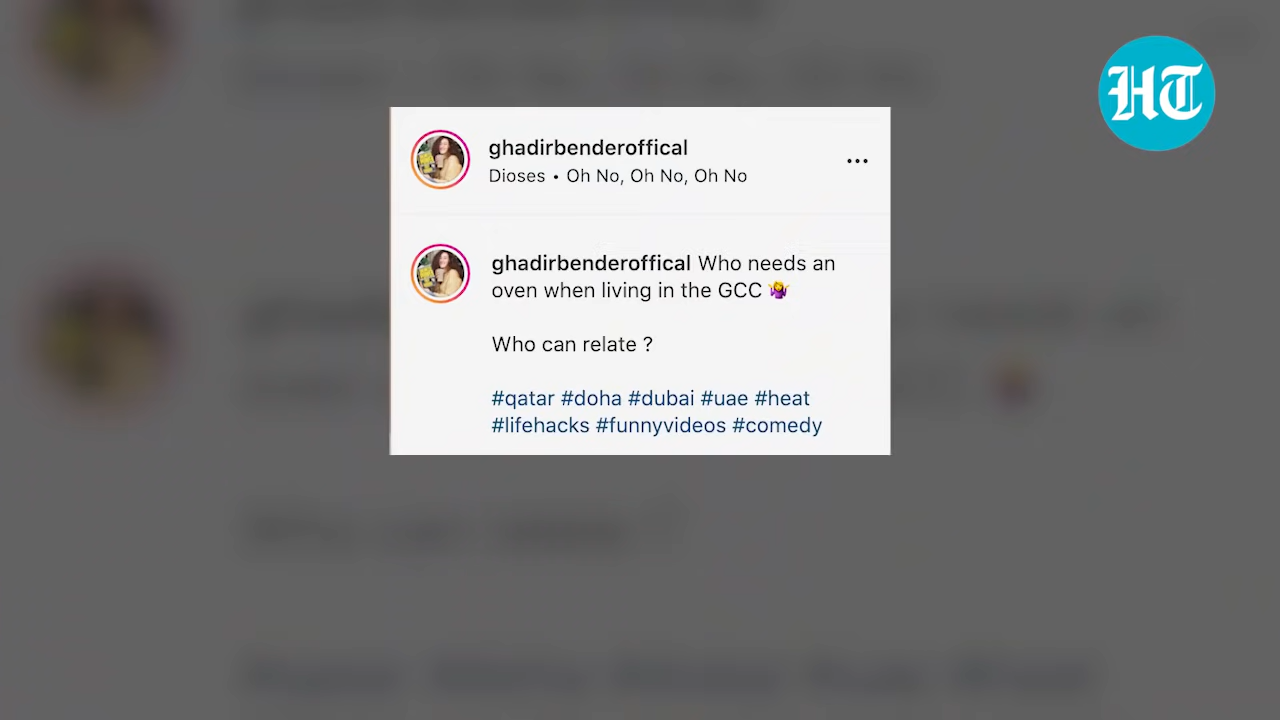 HT
ghadirbenderoffical
Dioses • Oh No, Oh No, Oh No
ghadirbenderoffical Who needs an
oven when living in the GCC 🤷‍♀️
Who can relate ?
#qatar #doha #dubai #uae #heat
#lifehacks #funnyvideos #comedy